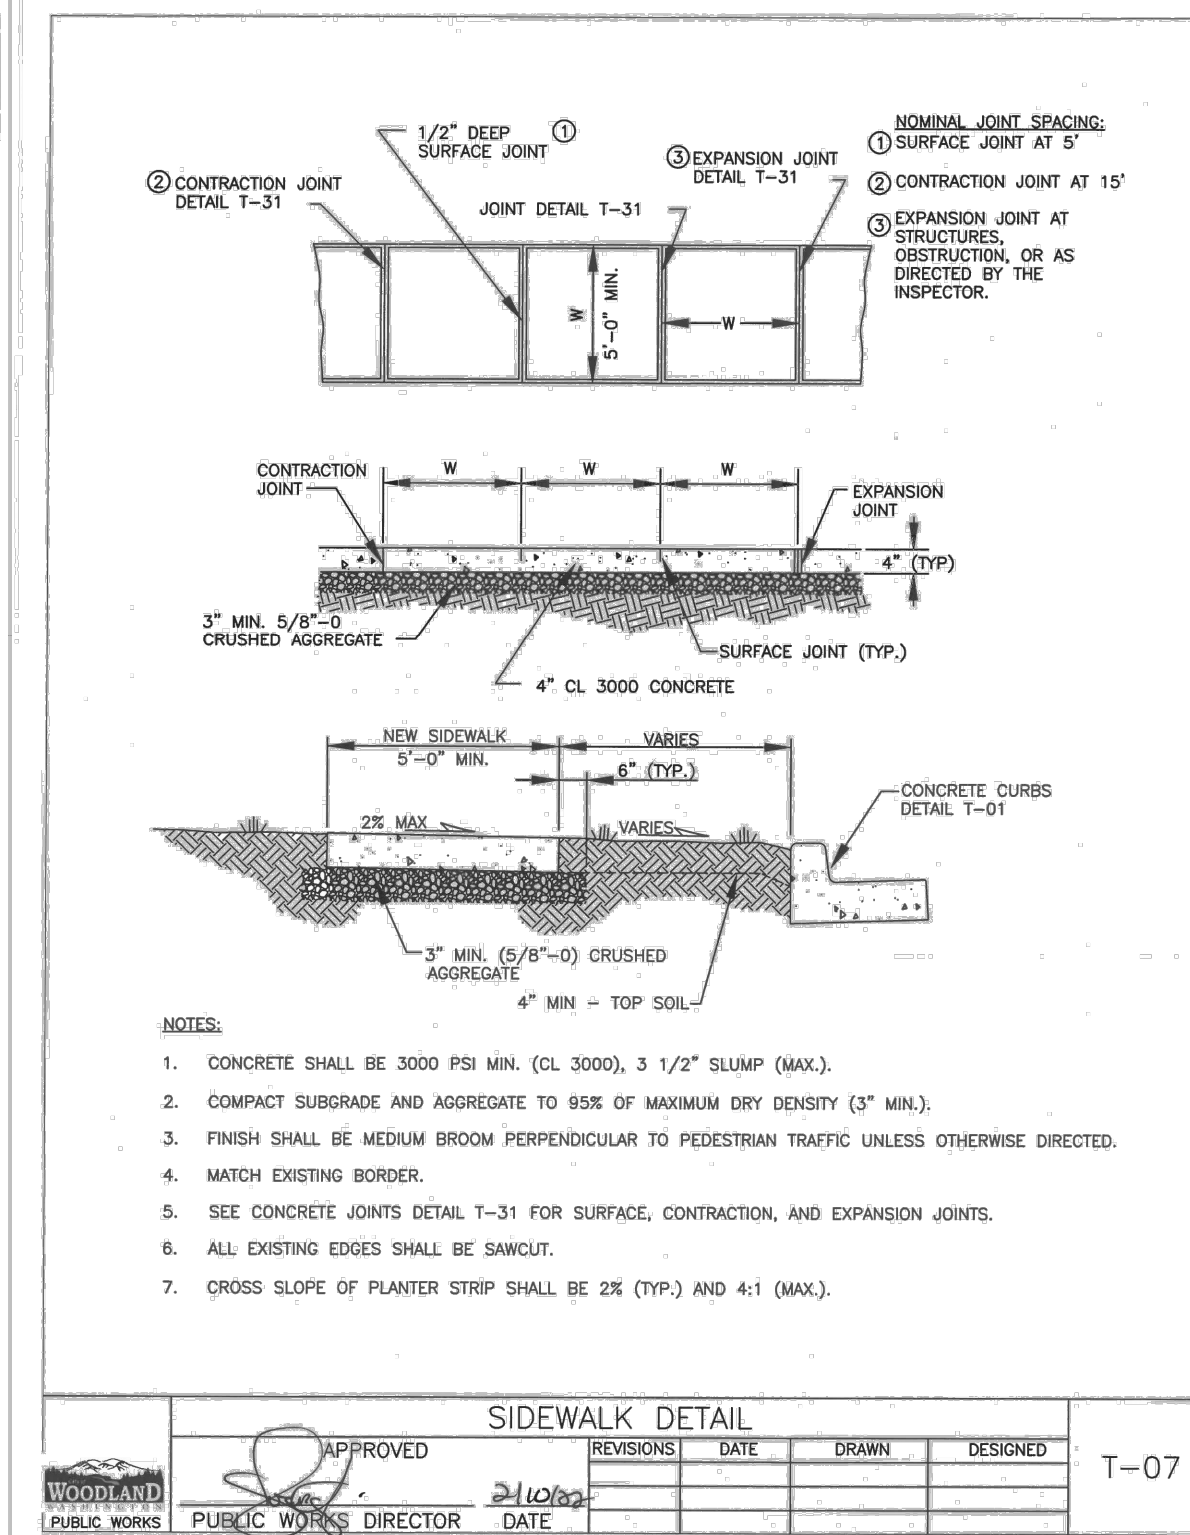 1/2" DEEP ①
SURFACE JOINT
③ EXPANSION JOINT
DETAIL T-31
NOMINAL JOINT SPACING:
① SURFACE JOINT AT 5'
② CONTRACTION JOINT AT 15'
③ EXPANSION JOINT AT
STRUCTURES,
OBSTRUCTION, OR AS
DIRECTED BY THE
INSPECTOR.
② CONTRACTION JOINT
DETAIL T-31
JOINT DETAIL T-31
W
5'-0" MIN.
W
CONTRACTION
JOINT
W
W
W
EXPANSION
JOINT
4" (TYP)
3" MIN. 5/8"-0
CRUSHED AGGREGATE
SURFACE JOINT (TYP.)
4" CL 3000 CONCRETE
NEW SIDEWALK
5'-0" MIN.
VARIES
6" (TYP.)
2% MAX
VARIES
CONCRETE CURBS
DETAIL T-01
3" MIN. (5/8"-0) CRUSHED
AGGREGATE
4" MIN - TOP SOIL
NOTES:
1. CONCRETE SHALL BE 3000 PSI MIN. (CL 3000), 3 1/2" SLUMP (MAX.).
2. COMPACT SUBGRADE AND AGGREGATE TO 95% OF MAXIMUM DRY DENSITY (3" MIN.).
3. FINISH SHALL BE MEDIUM BROOM PERPENDICULAR TO PEDESTRIAN TRAFFIC UNLESS OTHERWISE DIRECTED.
4. MATCH EXISTING BORDER.
5. SEE CONCRETE JOINTS DETAIL T-31 FOR SURFACE, CONTRACTION, AND EXPANSION JOINTS.
6. ALL EXISTING EDGES SHALL BE SAWCUT.
7. CROSS SLOPE OF PLANTER STRIP SHALL BE 2% (TYP.) AND 4:1 (MAX.).
SIDEWALK DETAIL
APPROVED
REVISIONS DATE DRAWN DESIGNED
T-07
WOODLAND
WASHINGTON
PUBLIC WORKS
2/10/22
PUBLIC WORKS DIRECTOR DATE